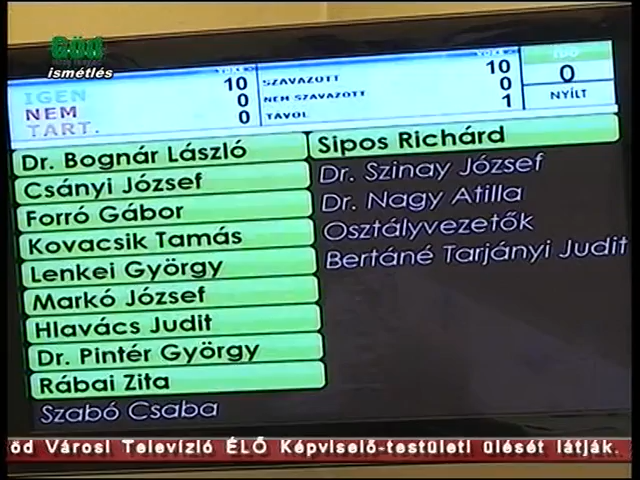 Göd
ismétlés
IGEN 10 SZAVAZOTT 10
NEM 0 NEM SZAVAZOTT 0 0
TART. 0 TÁVOL 1 NYÍLT
Dr. Bognár László
Csányi József
Forró Gábor
Kovacsik Tamás
Lenkei György
Markó József
Hlavács Judit
Dr. Pintér György
Rábai Zita
Szabó Csaba
Sipos Richárd
Dr. Szinay József
Dr. Nagy Atilla
Osztályvezetők
Bertáné Tarjányi Judit
öd Városi Televízió ÉLŐ Képviselő-testületi ülését látják.